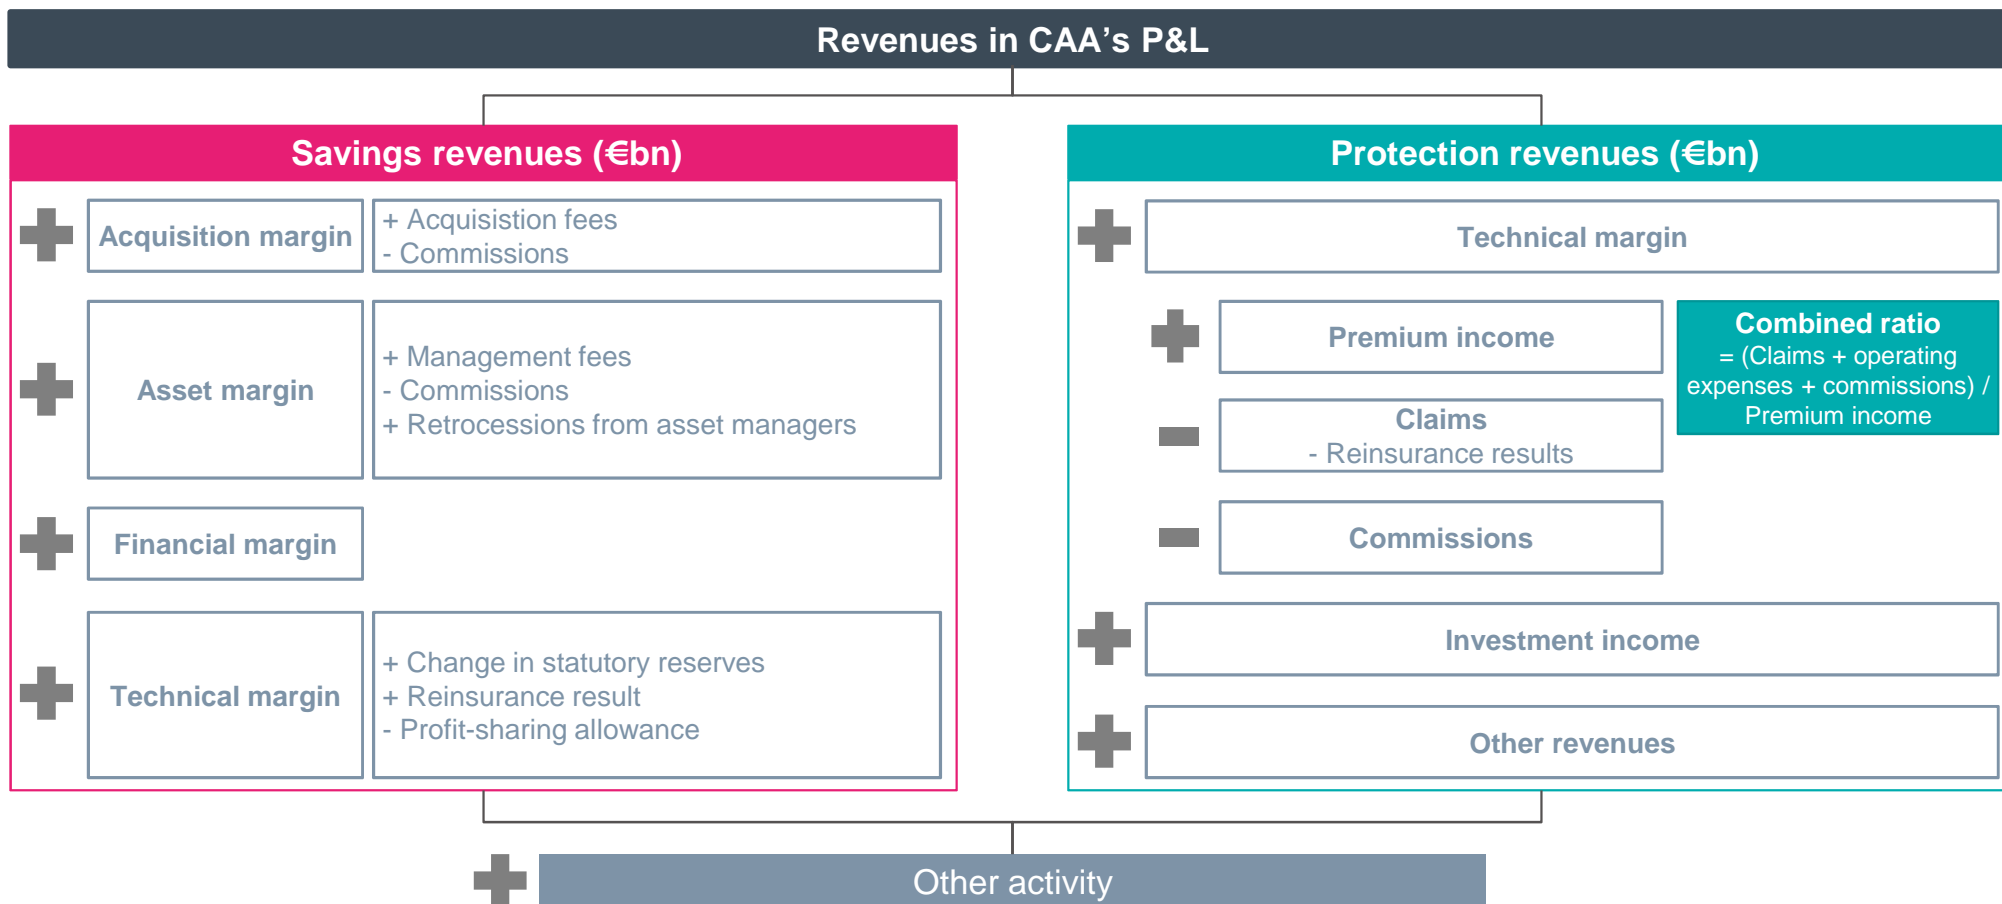 Revenues in CAA's P&L
Savings revenues (€bn)
Acquisition margin
+ Acquisistion fees
- Commissions
Asset margin
+ Management fees
- Commissions
+ Retrocessions from asset managers
Financial margin
Technical margin
+ Change in statutory reserves
+ Reinsurance result
- Profit-sharing allowance
Protection revenues (€bn)
Technical margin
Premium income
Combined ratio
= (Claims + operating
expenses + commissions) /
Premium income
Claims
- Reinsurance results
Commissions
Investment income
Other revenues
Other activity